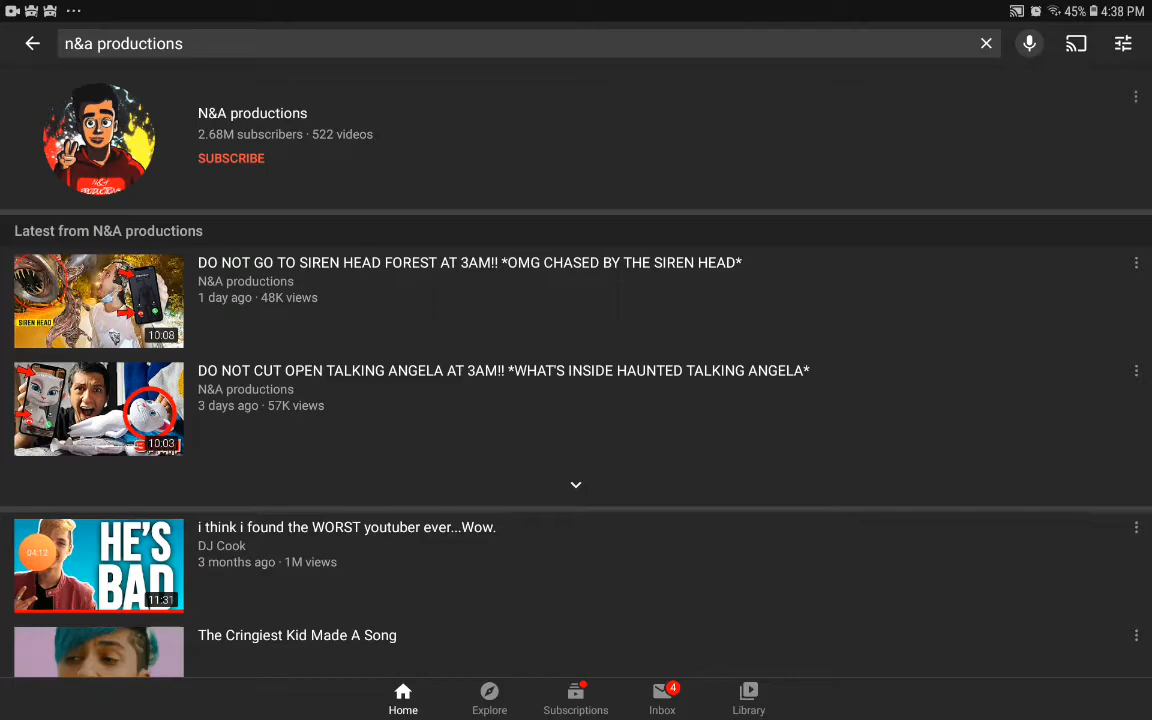 45% 4:38 PM
n&a productions
N&A productions
2.68M subscribers · 522 videos
SUBSCRIBE
N&A
PRODUCTIONS
Latest from N&A productions
DO NOT GO TO SIREN HEAD FOREST AT 3AM!! *OMG CHASED BY THE SIREN HEAD*
N&A productions
1 day ago · 48K views
SIREN HEAD
10:08
DO NOT CUT OPEN TALKING ANGELA AT 3AM!! *WHAT'S INSIDE HAUNTED TALKING ANGELA*
N&A productions
3 days ago · 57K views
10:03
i think i found the WORST youtuber ever...Wow.
DJ Cook
3 months ago · 1M views
HE'S
BAD
04:12
11:31
The Cringiest Kid Made A Song
4
Home Explore Subscriptions Inbox Library